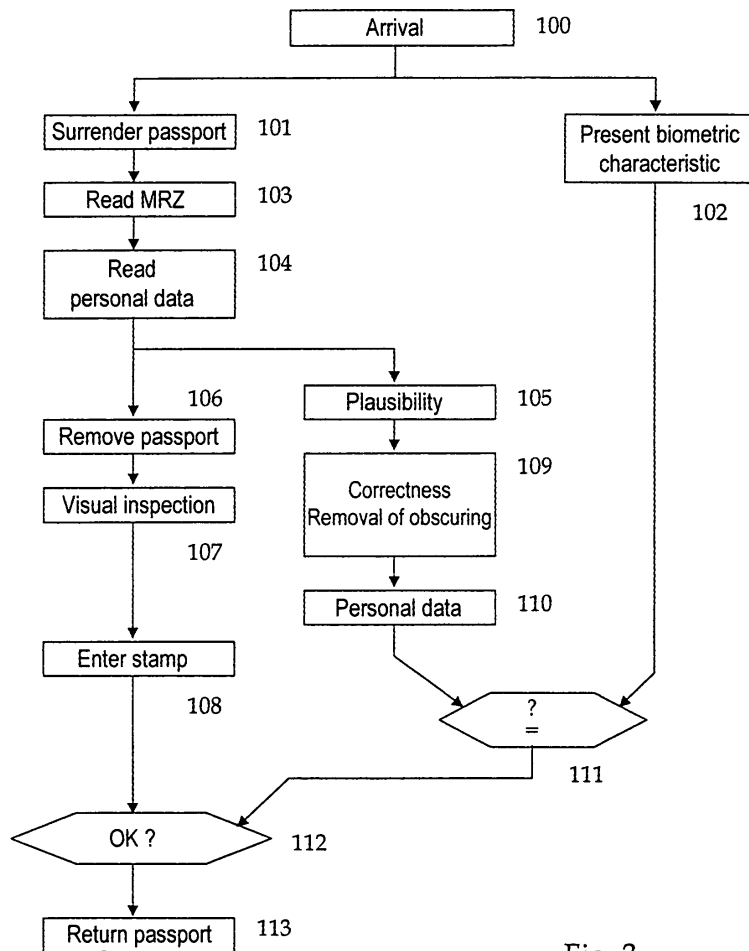 Arrival
100
Surrender passport
101
Present biometric
characteristic
102
Read MRZ
103
Read
personal data
104
106
Plausibility
105
Remove passport
109
Correctness
Removal of obscuring
Visual inspection
107
Personal data
110
Enter stamp
108
?
=
111
OK ?
112
Return passport
113